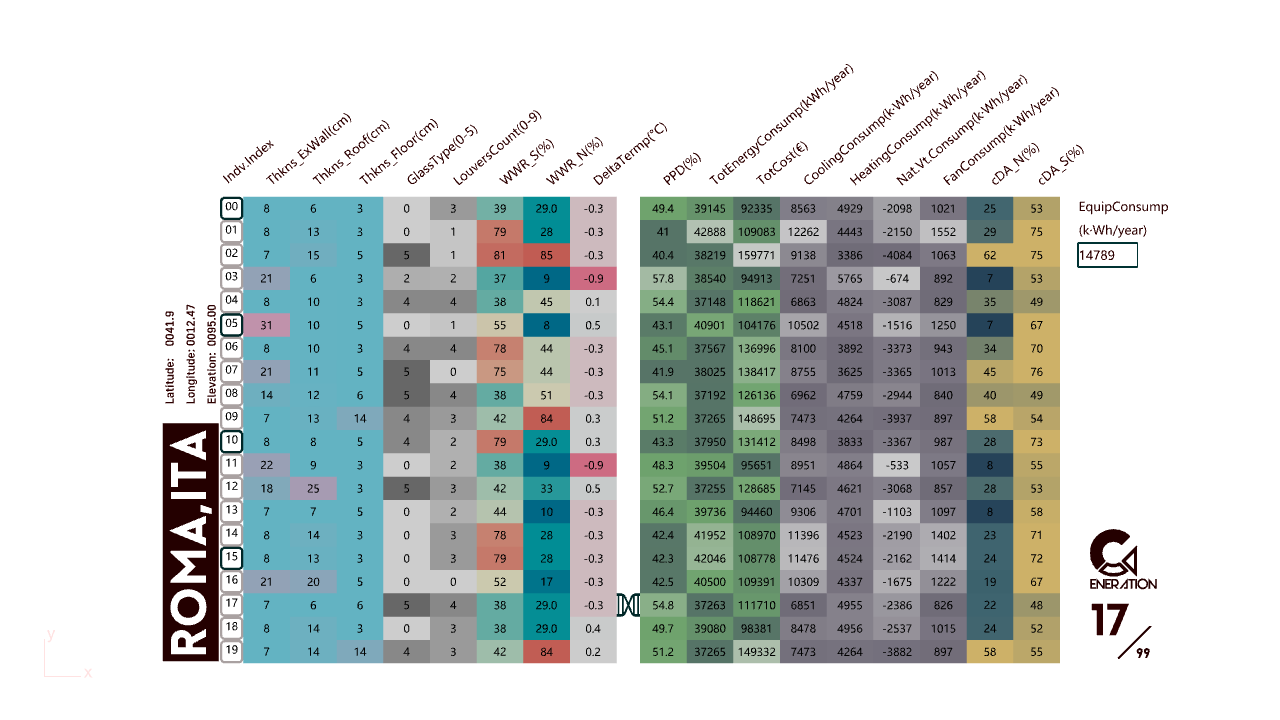 Indv.Index Thkns_ExWall(cm) Thkns_Roof(cm) Thkns_Floor(cm) GlassType(0-5) LouversCount(0-9) WWR_S(%) WWR_N(%) DeltaTermp(°C) PPD(%) TotEnergyConsump(kWh/year) TotCost(€) CoolingConsump(k·Wh/year) HeatingConsump(k·Wh/year) Nat.Vt.Consump(k·Wh/year) FanConsump(k·Wh/year) cDA_N(%) cDA_S(%)
00 8 6 3 0 3 39 29.0 -0.3 49.4 39145 92335 8563 4929 -2098 1021 25 53
01 8 13 3 0 1 79 28 -0.3 41 42888 109083 12262 4443 -2150 1552 29 75
02 7 15 5 5 1 81 85 -0.3 40.4 38219 159771 9138 3386 -4084 1063 62 75
03 21 6 3 2 2 37 9 -0.9 57.8 38540 94913 7251 5765 -674 892 7 53
04 8 10 3 4 4 38 45 0.1 54.4 37148 118621 6863 4824 -3087 829 35 49
05 31 10 5 0 1 55 8 0.5 43.1 40901 104176 10502 4518 -1516 1250 7 67
06 8 10 3 4 4 78 44 -0.3 45.1 37567 136996 8100 3892 -3373 943 34 70
07 21 11 5 5 0 75 44 -0.3 41.9 38025 138417 8755 3625 -3365 1013 45 76
08 14 12 6 5 4 38 51 -0.3 54.1 37192 126136 6962 4759 -2944 840 40 49
09 7 13 14 4 3 42 84 0.3 51.2 37265 148695 7473 4264 -3937 897 58 54
10 8 8 5 4 2 79 29.0 0.3 43.3 37950 131412 8498 3833 -3367 987 28 73
11 22 9 3 0 2 38 9 -0.9 48.3 39504 95651 8951 4864 -533 1057 8 55
12 18 25 3 5 3 42 33 0.5 52.7 37255 128685 7145 4621 -3068 857 28 53
13 7 7 5 0 2 44 10 -0.3 46.4 39736 94460 9306 4701 -1103 1097 8 58
14 8 14 3 0 3 78 28 -0.3 42.4 41952 108970 11396 4523 -2190 1402 23 71
15 8 13 3 0 3 79 28 -0.3 42.3 42046 108778 11476 4524 -2162 1414 24 72
16 21 20 5 0 0 52 17 -0.3 42.5 40500 109391 10309 4337 -1675 1222 19 67
17 7 6 6 5 4 38 29.0 -0.3 54.8 37263 111710 6851 4955 -2386 826 22 48
18 8 14 3 0 3 38 29.0 0.4 49.7 39080 98381 8478 4956 -2537 1015 24 52
19 7 14 14 4 3 42 84 0.2 51.2 37265 149332 7473 4264 -3882 897 58 55
EquipConsump
(k·Wh/year)
14789
Latitude: 0041.9
Longitude: 0012.47
Elevation: 0095.00
ROMA,ITA
G
ENERATION
17/99
y
x